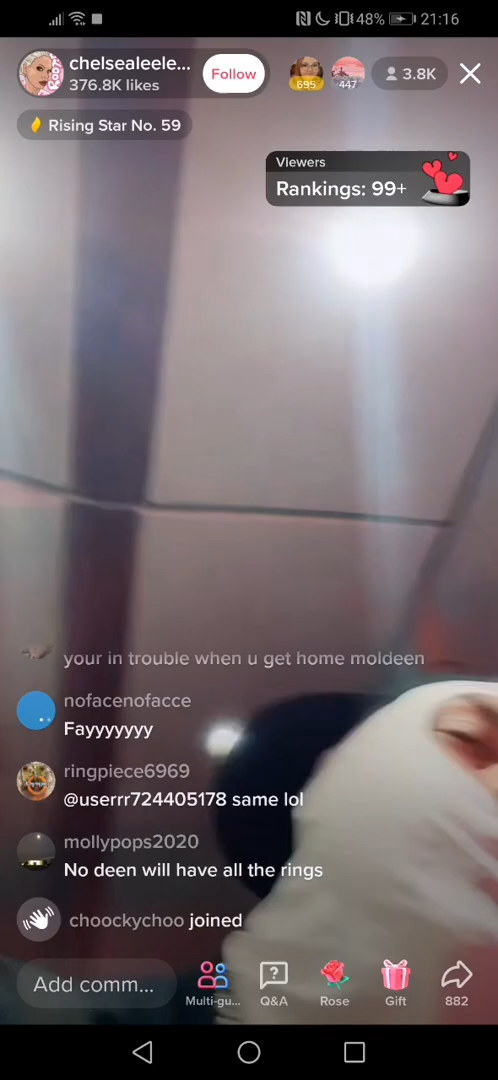 48% 21:16
chelsealeele...
376.8K likes
Follow
695
447
3.8K
Rising Star No. 59
Viewers
Rankings: 99+
your in trouble when u get home moldeen
nofacenofacce
Fayyyyyyy
ringpiece6969
@userrr724405178 same lol
mollypops2020
No deen will have all the rings
choockychoo joined
Add comm...
Multi-gu...
Q&A
Rose
Gift
882